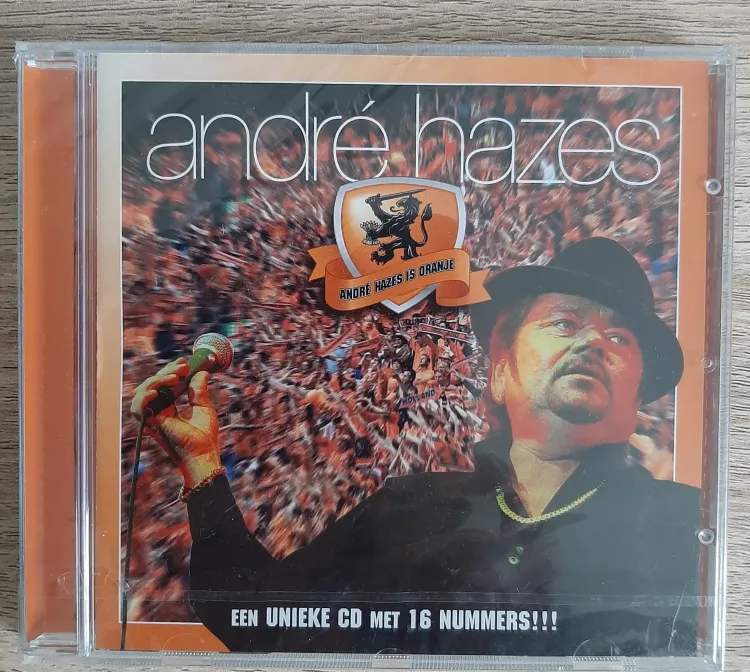 andré hazes
ANDRÉ HAZES IS ORANJE
EEN UNIEKE CD MET 16 NUMMERS!!!